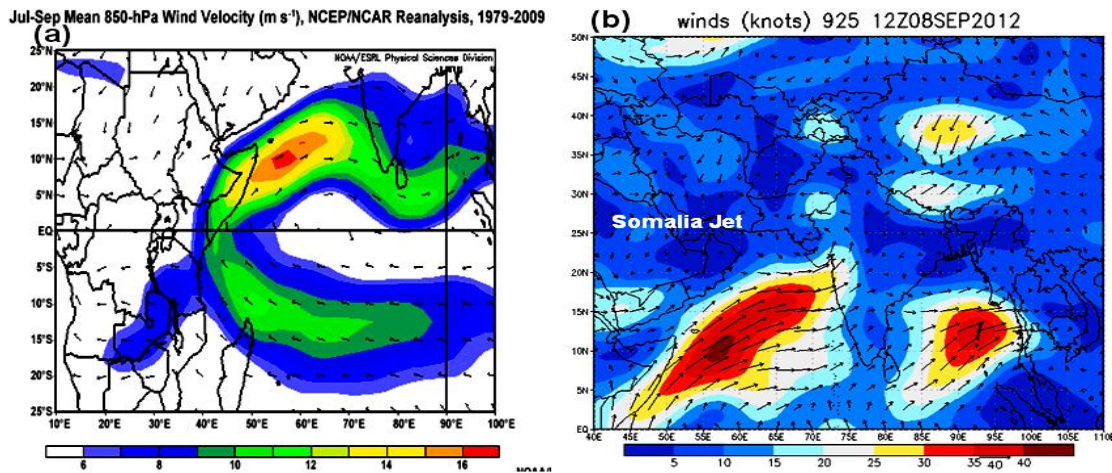 Jul-Sep Mean 850-hPa Wind Velocity (m s⁻¹), NCEP/NCAR Reanalysis, 1979-2009
(a)
NOAA/ESRL Physical Sciences Division
25°N
20°N
15°N
10°N
5°N
EQ
5°S
10°S
15°S
20°S
25°S
10°E 20°E 30°E 40°E 50°E 60°E 70°E 80°E 90°E 100°E
6 8 10 12 14 16
(b) winds (knots) 925 12Z08SEP2012
50N
45N
40N
35N
30N
25N
20N
15N
10N
5N
EQ
Somalia Jet
40E 45E 50E 55E 60E 65E 70E 75E 80E 85E 90E 95E 100E 105E 110E
5 10 15 20 25 30 35 40 40